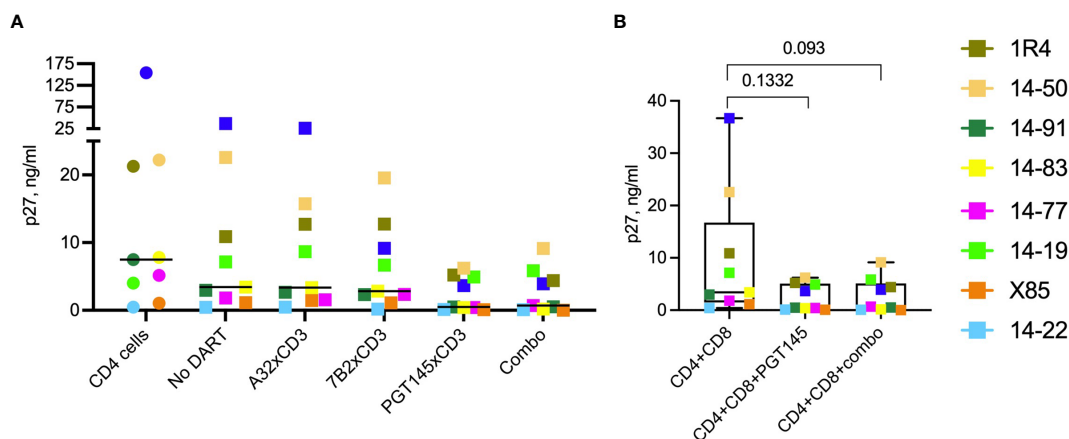 A
p27, ng/ml
175
125
75
25
20
10
0
CD4 cells
No DART
A32xCD3
7B2xCD3
PGT145xCD3
Combo
B
p27, ng/ml
0.093
0.1332
40
30
20
10
0
CD4+CD8
CD4+CD8+PGT145
CD4+CD8+combo
1R4
14-50
14-91
14-83
14-77
14-19
X85
14-22